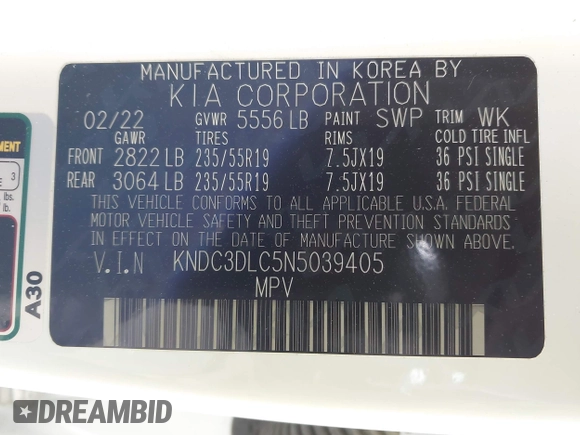 MANUFACTURED IN KOREA BY
KIA CORPORATION
02/22 GVWR 5556 LB PAINT SWP TRIM WK
GAWR TIRES RIMS COLD TIRE INFL
FRONT 2822 LB 235/55R19 7.5JX19 36 PSI SINGLE
REAR 3064 LB 235/55R19 7.5JX19 36 PSI SINGLE
THIS VEHICLE CONFORMS TO ALL APPLICABLE U.S.A. FEDERAL
MOTOR VEHICLE SAFETY AND THEFT PREVENTION STANDARDS
IN EFFECT ON THE DATE OF MANUFACTURE SHOWN ABOVE.
V.I.N KNDC3DLC5N5039405
MPV
3
lbs.
lb.
A30
DREAMBID